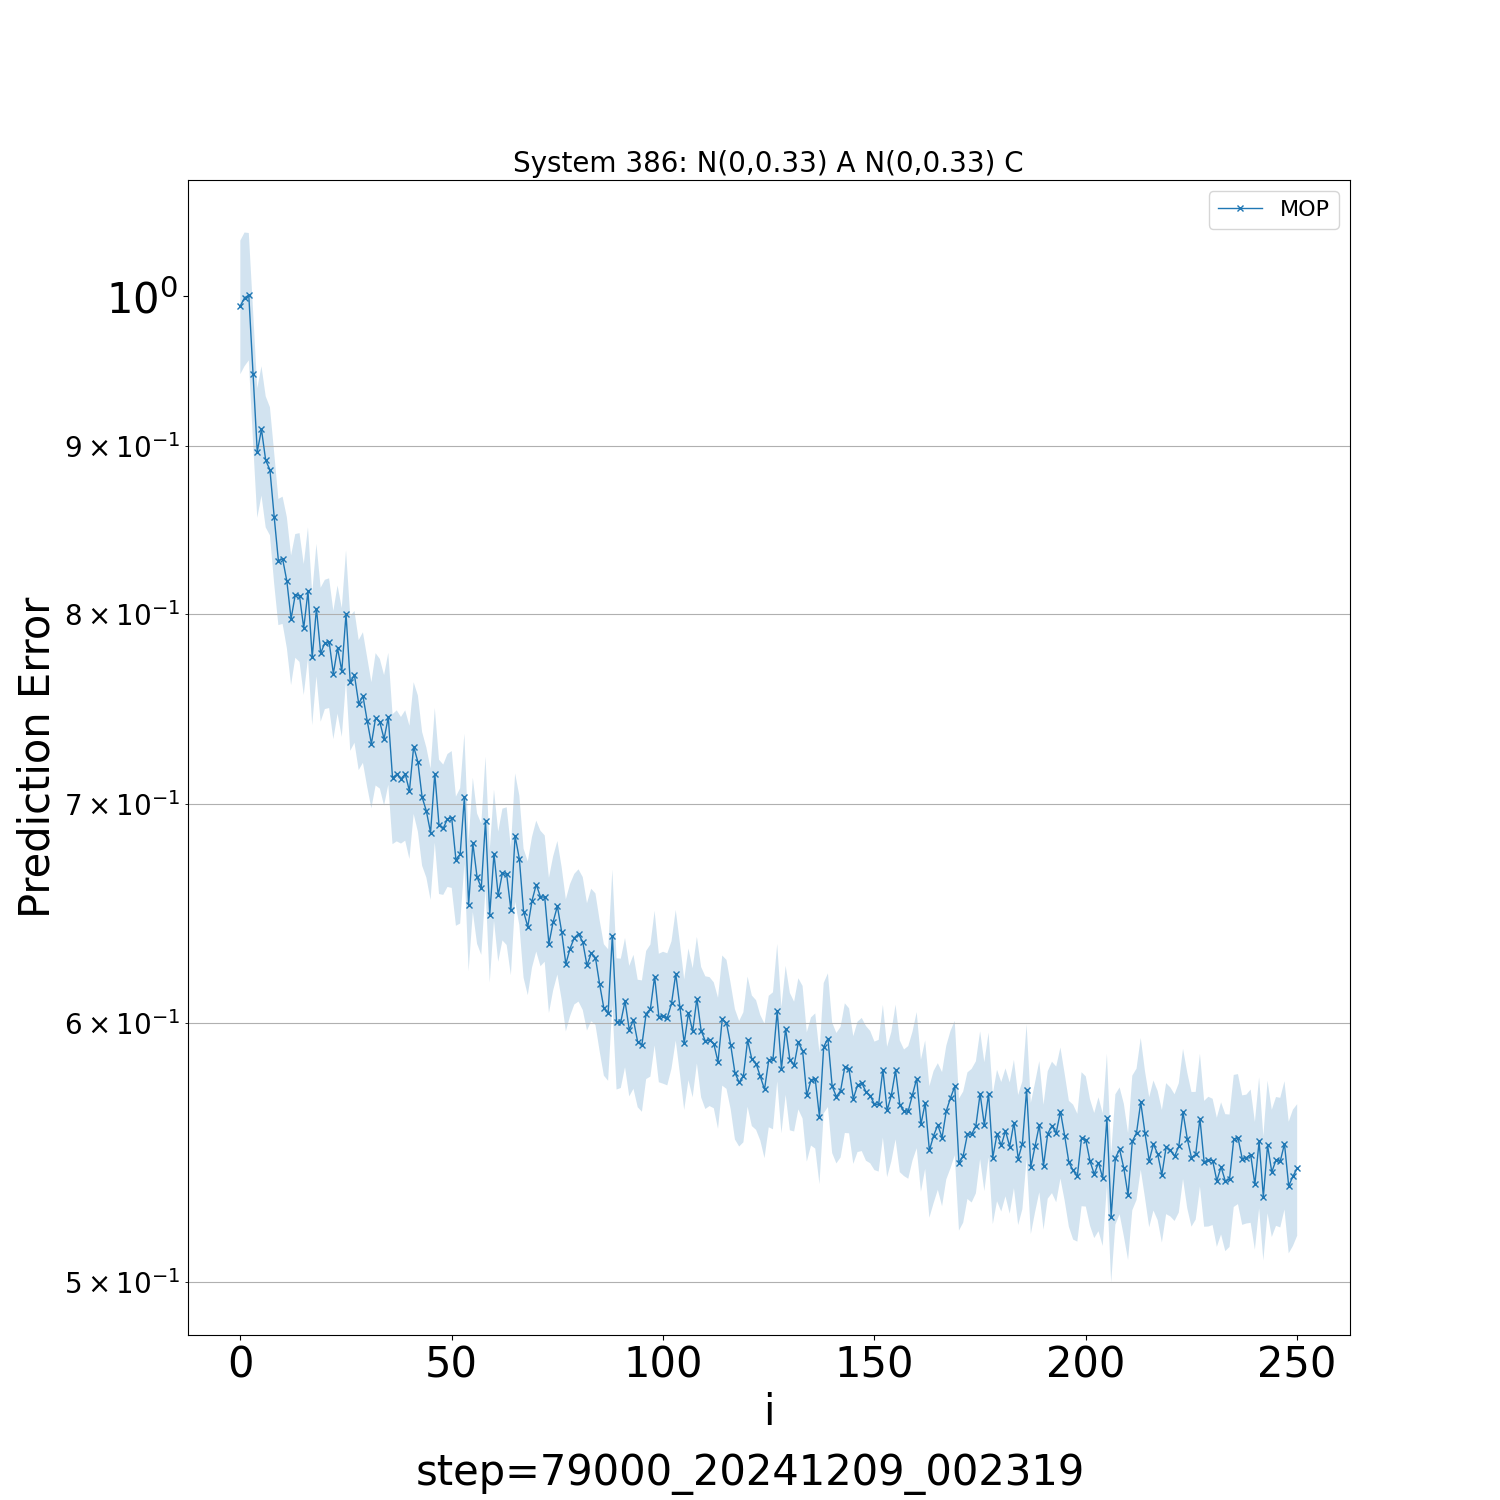 System 386: N(0,0.33) A N(0,0.33) C
MOP
10⁰
9 × 10⁻¹
8 × 10⁻¹
7 × 10⁻¹
6 × 10⁻¹
5 × 10⁻¹
Prediction Error
0 50 100 150 200 250
i
step=79000_20241209_002319